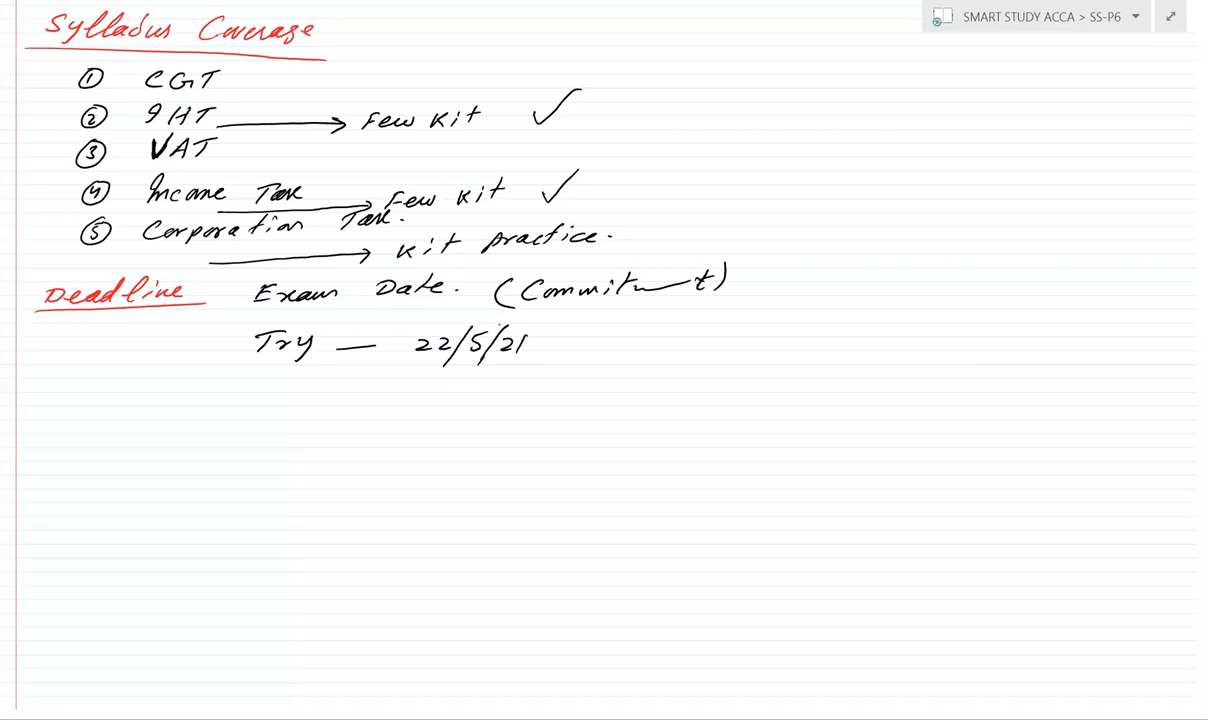 SMART STUDY ACCA > SS-P6
Sylladus Coverage
① CGT
② IHT → Few Kit ✓
③ VAT
④ Income Tax → Few Kit ✓
⑤ Corporation Tax.
→ Kit practice.
Deadline Exam Date. (Commitment)
Try — 22/5/21